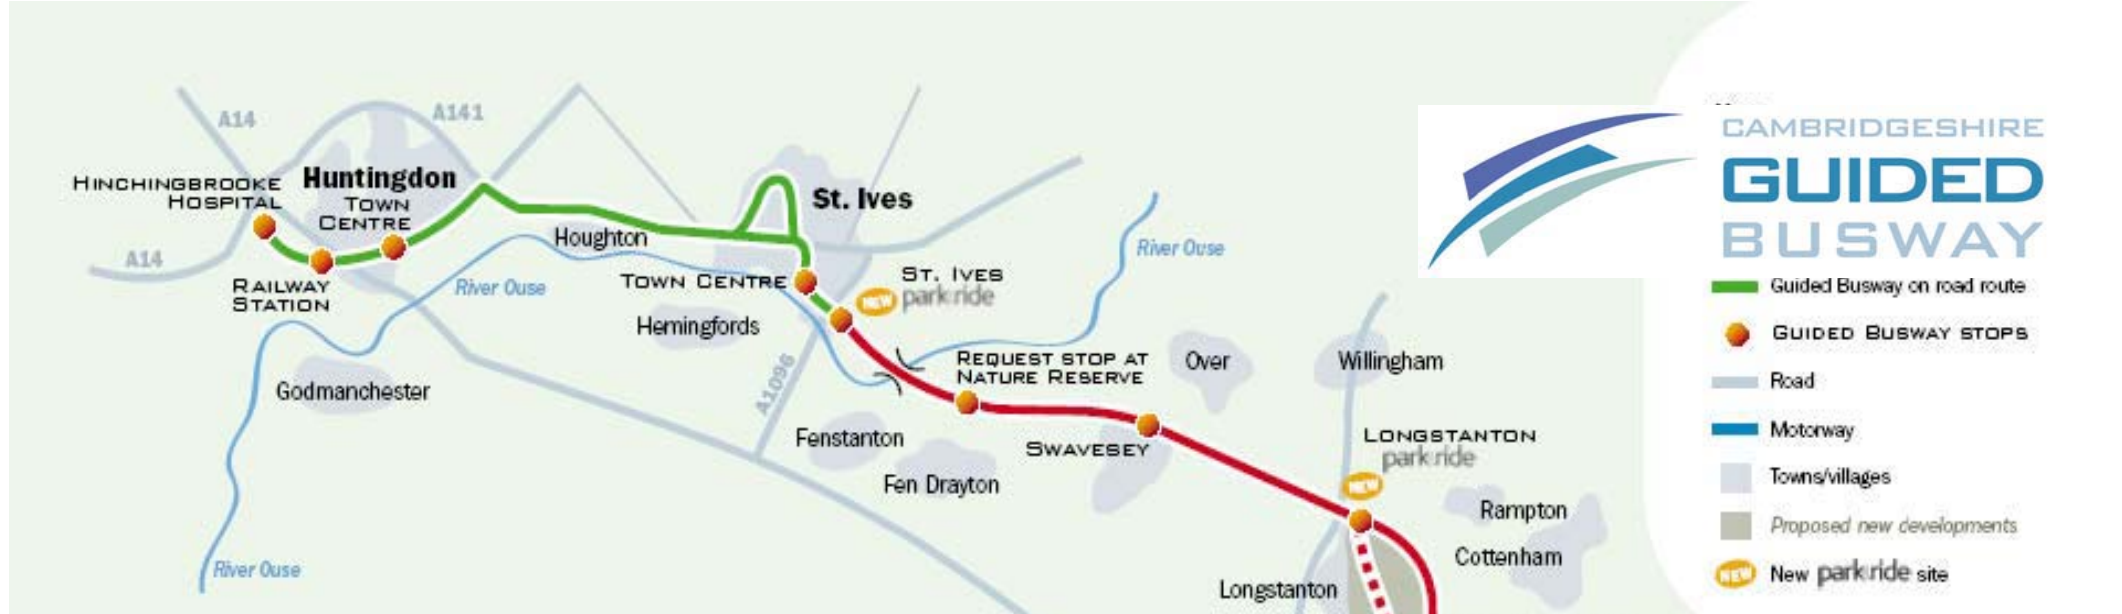 A14
A141
HINCHINGBROOKE
HOSPITAL
Huntingdon
TOWN
CENTRE
A14
RAILWAY
STATION
River Ouse
Godmanchester
River Ouse
Houghton
St. Ives
TOWN CENTRE
NEW
ST. IVES
park&ride
Hemingfords
A1096
River Ouse
REQUEST STOP AT
NATURE RESERVE
Over
Willingham
Fenstanton
Fen Drayton
SWAVESEY
LONGSTANTON
park&ride
NEW
Rampton
Cottenham
Longstanton
CAMBRIDGESHIRE
GUIDED
BUSWAY
Guided Busway on road route
GUIDED BUSWAY STOPS
Road
Motorway
Towns/villages
Proposed new developments
NEW New park&ride site